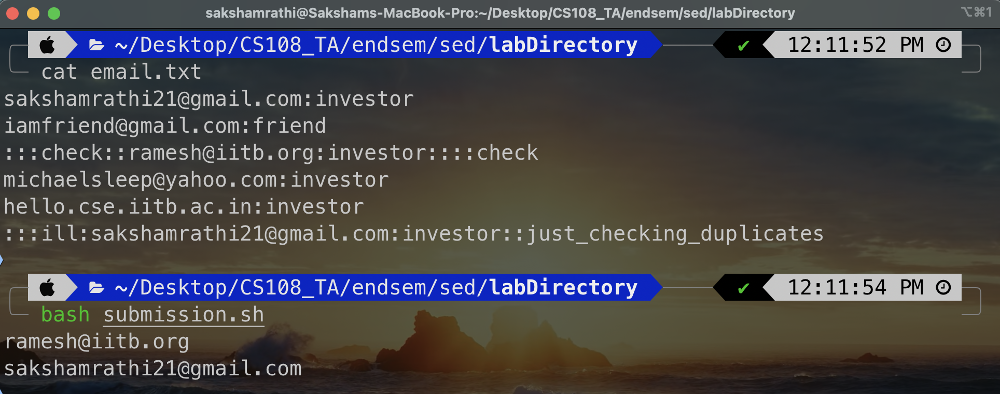 sakshamrathi@Sakshams-MacBook-Pro:~/Desktop/CS108_TA/endsem/sed/labDirectory ⌥⌘1
~/Desktop/CS108_TA/endsem/sed/labDirectory ✔ 12:11:52 PM
cat email.txt
sakshamrathi21@gmail.com:investor
iamfriend@gmail.com:friend
:::check::ramesh@iitb.org:investor::::check
michaelsleep@yahoo.com:investor
hello.cse.iitb.ac.in:investor
:::ill:sakshamrathi21@gmail.com:investor::just_checking_duplicates
~/Desktop/CS108_TA/endsem/sed/labDirectory ✔ 12:11:54 PM
bash submission.sh
ramesh@iitb.org
sakshamrathi21@gmail.com